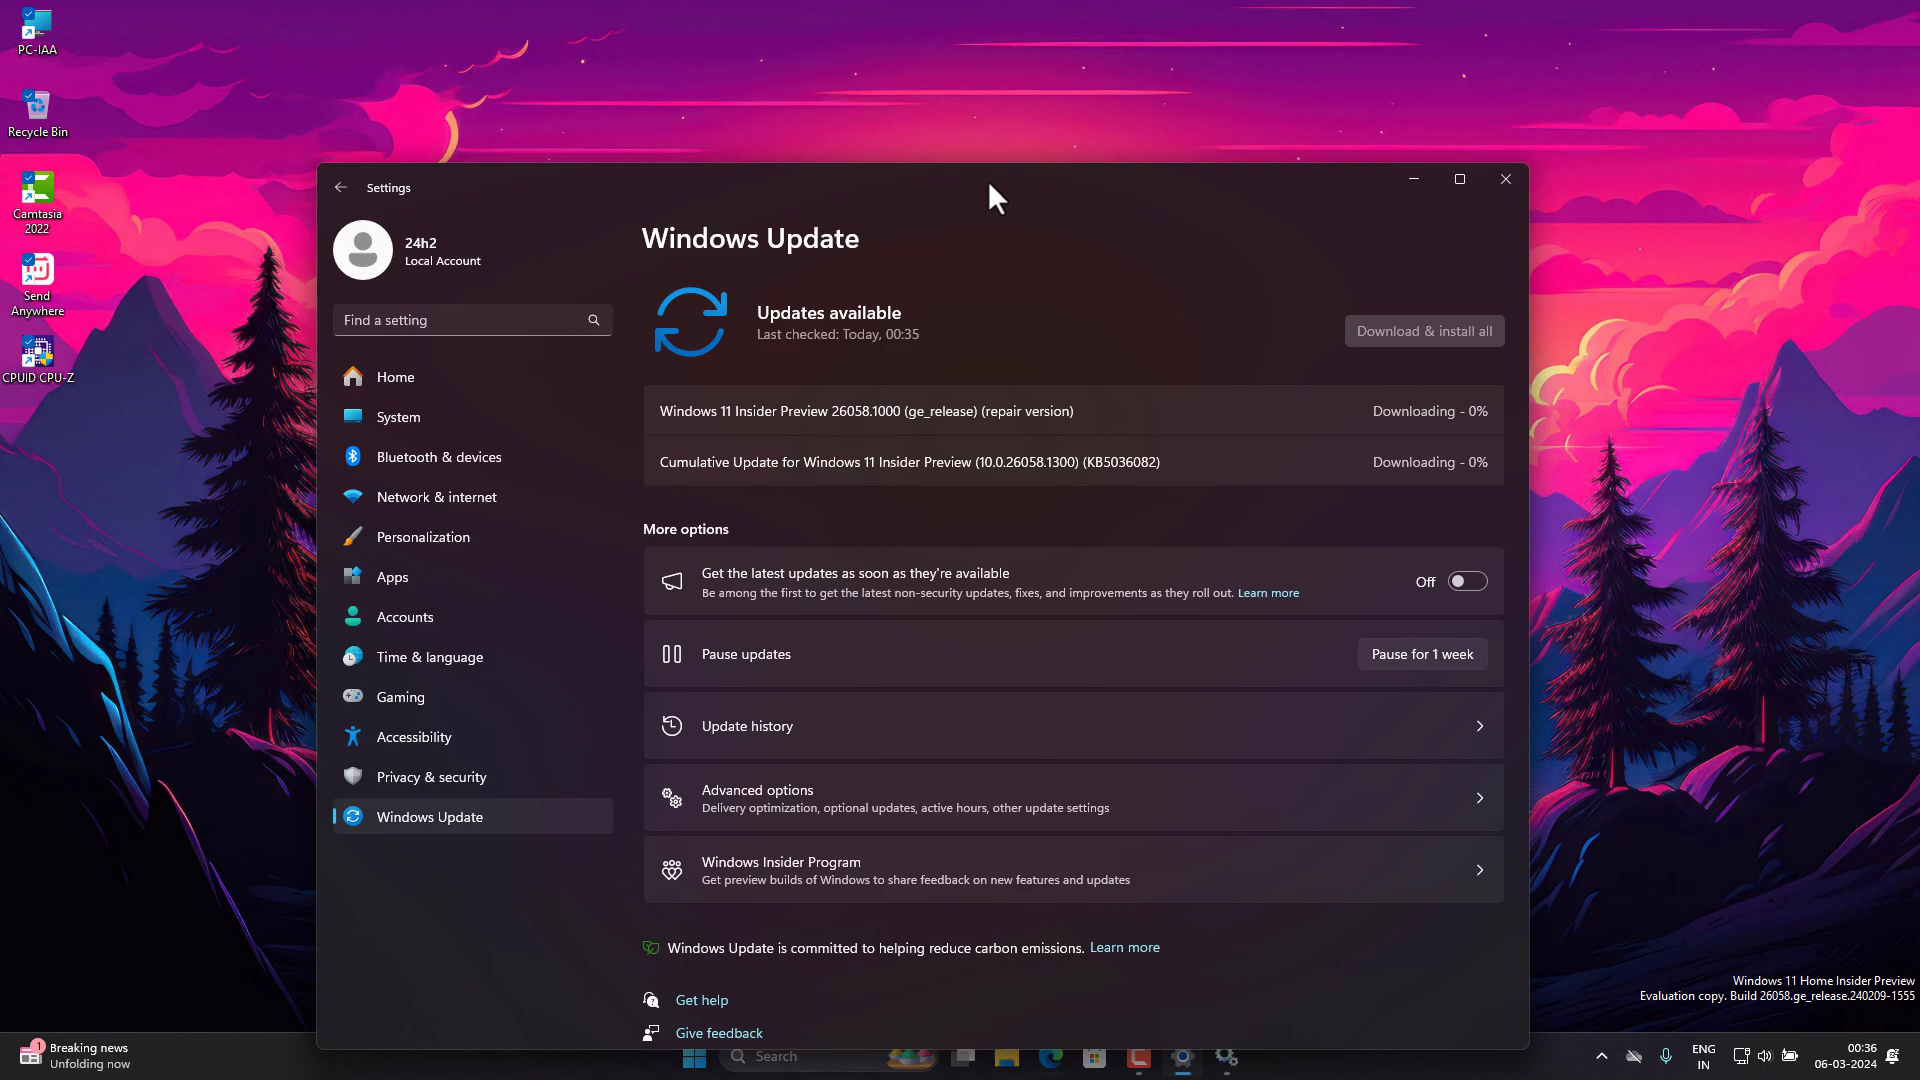 PC-IAA
Recycle Bin
Camtasia
2022
Send
Anywhere
CPUID CPU-Z
Settings
24h2
Local Account
Find a setting
Home
System
Bluetooth & devices
Network & internet
Personalization
Apps
Accounts
Time & language
Gaming
Accessibility
Privacy & security
Windows Update
Windows Update
Updates available
Last checked: Today, 00:35
Download & install all
Windows 11 Insider Preview 26058.1000 (ge_release) (repair version)
Downloading - 0%
Cumulative Update for Windows 11 Insider Preview (10.0.26058.1300) (KB5036082)
Downloading - 0%
More options
Get the latest updates as soon as they're available
Be among the first to get the latest non-security updates, fixes, and improvements as they roll out. Learn more
Off
Pause updates
Pause for 1 week
Update history
Advanced options
Delivery optimization, optional updates, active hours, other update settings
Windows Insider Program
Get preview builds of Windows to share feedback on new features and updates
Windows Update is committed to helping reduce carbon emissions. Learn more
Get help
Give feedback
Windows 11 Home Insider Preview
Evaluation copy. Build 26058.ge_release.240209-1555
1
Breaking news
Unfolding now
Search
ENG
IN
00:36
06-03-2024